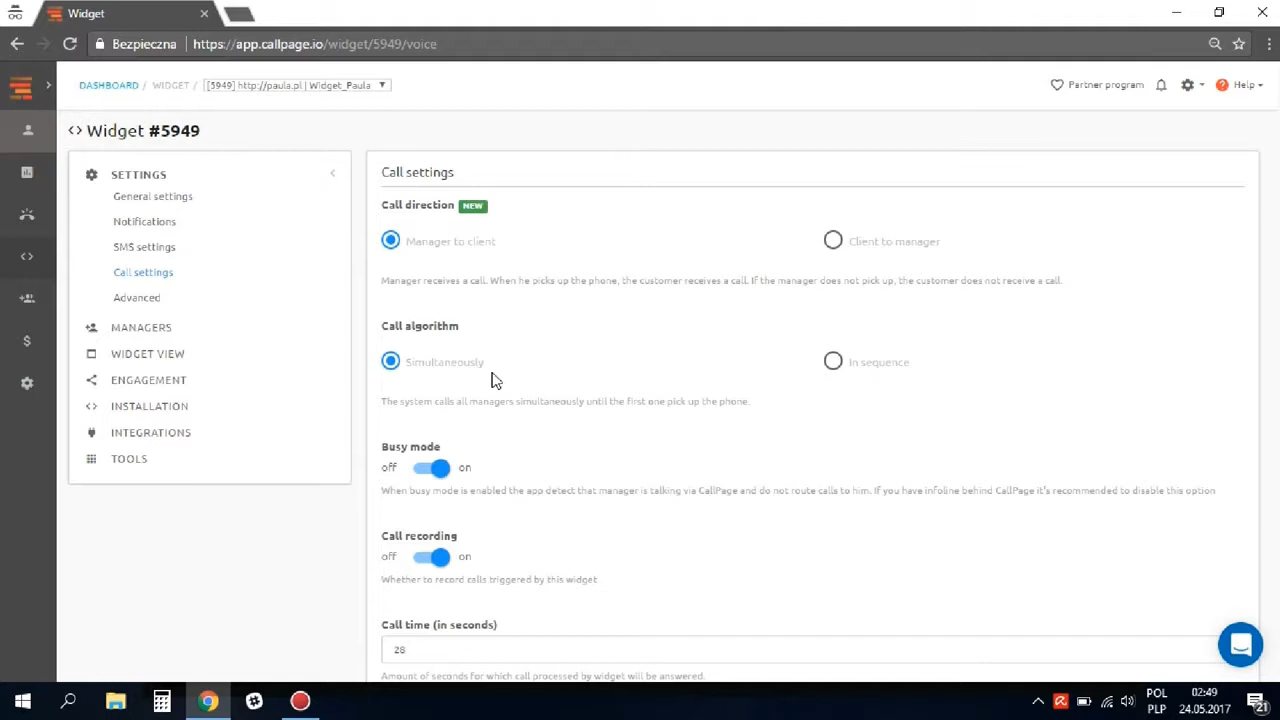 Widget
Bezpieczna
https://app.callpage.io/widget/5949/voice
DASHBOARD / WIDGET / [5949] http://paula.pl | Widget_Paula
Partner program
Help
<> Widget #5949
SETTINGS
General settings
Notifications
SMS settings
Call settings
Advanced
MANAGERS
WIDGET VIEW
ENGAGEMENT
INSTALLATION
INTEGRATIONS
TOOLS
Call settings
Call direction NEW
Manager to client
Client to manager
Manager receives a call. When he picks up the phone, the customer receives a call. If the manager does not pick up, the customer does not receive a call.
Call algorithm
Simultaneously
In sequence
The system calls all managers simultaneously until the first one pick up the phone.
Busy mode
off on
When busy mode is enabled the app detect that manager is talking via CallPage and do not route calls to him. If you have infoline behind CallPage it's recommended to disable this option
Call recording
off on
Whether to record calls triggered by this widget
Call time (in seconds)
28
Amount of seconds for which call processed by widget will be answered.
POL
PLP
02:49
24.05.2017
21